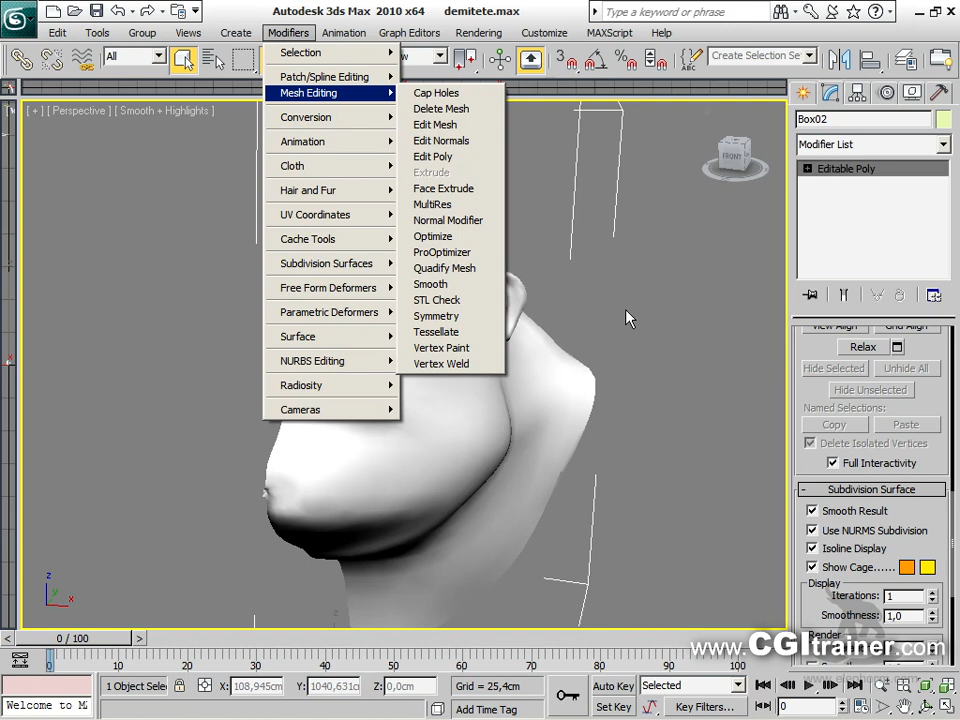 Autodesk 3ds Max 2010 x64 demitete.max
Type a keyword or phrase
Edit Tools Group Views Create Modifiers Animation Graph Editors Rendering Customize MAXScript Help
All
Create Selection Se
[ + ] [ Perspective ] [ Smooth + Highlights ]
Selection
Patch/Spline Editing
Mesh Editing
Conversion
Animation
Cloth
Hair and Fur
UV Coordinates
Cache Tools
Subdivision Surfaces
Free Form Deformers
Parametric Deformers
Surface
NURBS Editing
Radiosity
Cameras
Cap Holes
Delete Mesh
Edit Mesh
Edit Normals
Edit Poly
Extrude
Face Extrude
MultiRes
Normal Modifier
Optimize
ProOptimizer
Quadify Mesh
Smooth
STL Check
Symmetry
Tessellate
Vertex Paint
Vertex Weld
FRONT
Box02
Modifier List
Editable Poly
View Align Grid Align
Relax
Hide Selected Unhide All
Hide Unselected
Named Selections:
Copy Paste
Delete Isolated Vertices
Full Interactivity
- Subdivision Surface
Smooth Result
Use NURMS Subdivision
Isoline Display
Show Cage......
Display
Iterations: 1
Smoothness: 1,0
Render
z
y
x
www.CGItrainer.com
< 0 / 100 >
0 10 20 30 40 50 60 70 80 90 100
1 Object Selec X: 108,945cm Y: 1040,631c Z: 0,0cm Grid = 25,4cm Auto Key Selected
Welcome to M Add Time Tag Set Key Key Filters... 0